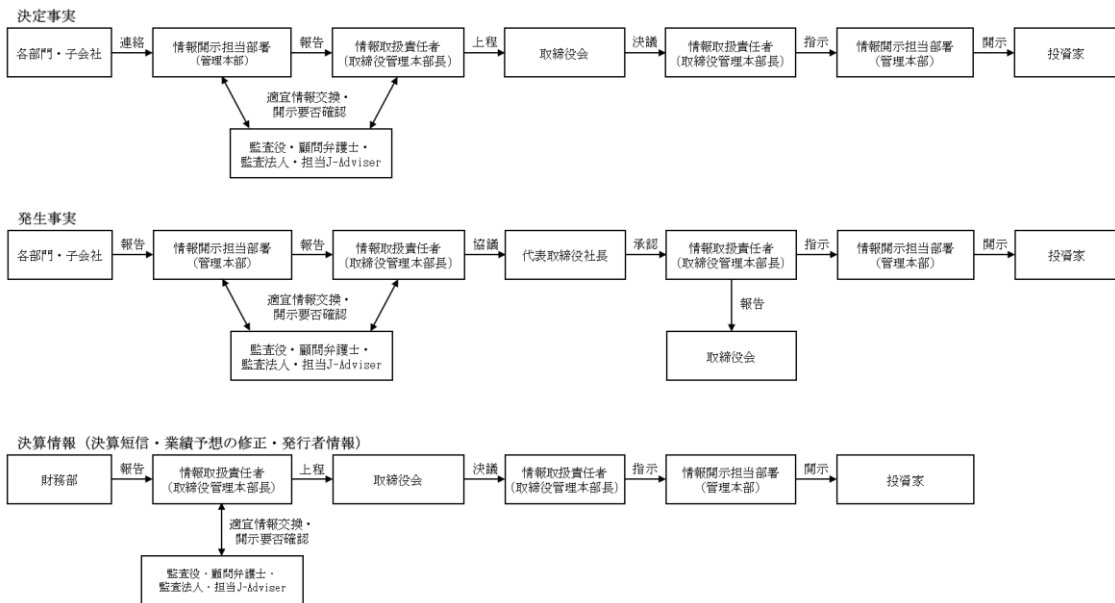 決定事実
各部門・子会社
連絡
情報開示担当部署
(管理本部)
報告
情報取扱責任者
(取締役管理本部長)
上程
取締役会
決議
情報取扱責任者
(取締役管理本部長)
指示
情報開示担当部署
(管理本部)
開示
投資家
適宜情報交換・
開示要否確認
監査役・顧問弁護士・
監査法人・担当J-Adviser
発生事実
各部門・子会社
報告
情報開示担当部署
(管理本部)
報告
情報取扱責任者
(取締役管理本部長)
協議
代表取締役社長
承認
情報取扱責任者
(取締役管理本部長)
指示
情報開示担当部署
(管理本部)
開示
投資家
適宜情報交換・
開示要否確認
監査役・顧問弁護士・
監査法人・担当J-Adviser
報告
取締役会
決算情報（決算短信・業績予想の修正・発行者情報）
財務部
報告
情報取扱責任者
(取締役管理本部長)
上程
取締役会
決議
情報取扱責任者
(取締役管理本部長)
指示
情報開示担当部署
(管理本部)
開示
投資家
適宜情報交換・
開示要否確認
監査役・顧問弁護士・
監査法人・担当J-Adviser